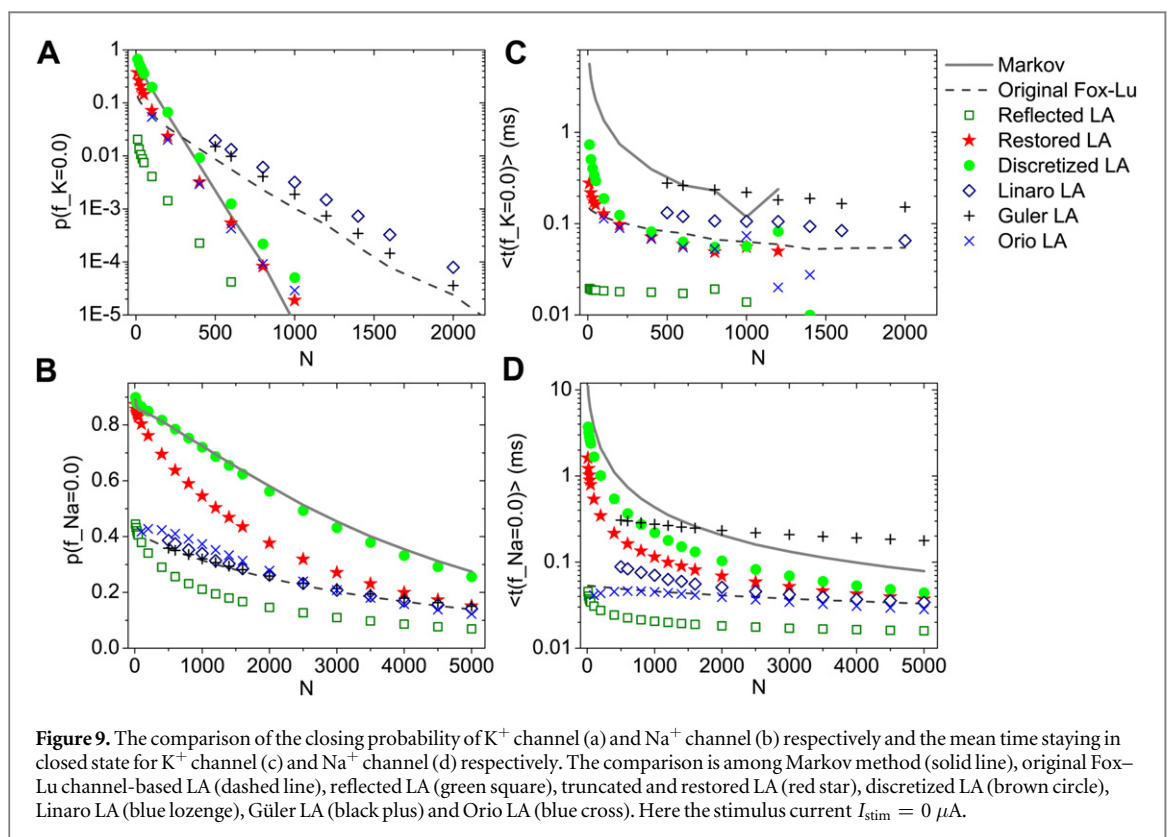 A
p(f_K=0.0)
1
0.1
0.01
1E-3
1E-4
1E-5
0 500 1000 1500 2000
N
C
<t(f_K=0.0)> (ms)
1
0.1
0.01
0 500 1000 1500 2000
N
Markov
Original Fox-Lu
Reflected LA
Restored LA
Discretized LA
Linaro LA
Guler LA
Orio LA
B
p(f_Na=0.0)
0.8
0.6
0.4
0.2
0.0
0 1000 2000 3000 4000 5000
N
D
<t(f_Na=0.0)> (ms)
10
1
0.1
0.01
0 1000 2000 3000 4000 5000
N
Figure 9. The comparison of the closing probability of K⁺ channel (a) and Na⁺ channel (b) respectively and the mean time staying in
closed state for K⁺ channel (c) and Na⁺ channel (d) respectively. The comparison is among Markov method (solid line), original Fox–
Lu channel-based LA (dashed line), reflected LA (green square), truncated and restored LA (red star), discretized LA (brown circle),
Linaro LA (blue lozenge), Güler LA (black plus) and Orio LA (blue cross). Here the stimulus current I_stim = 0 μA.